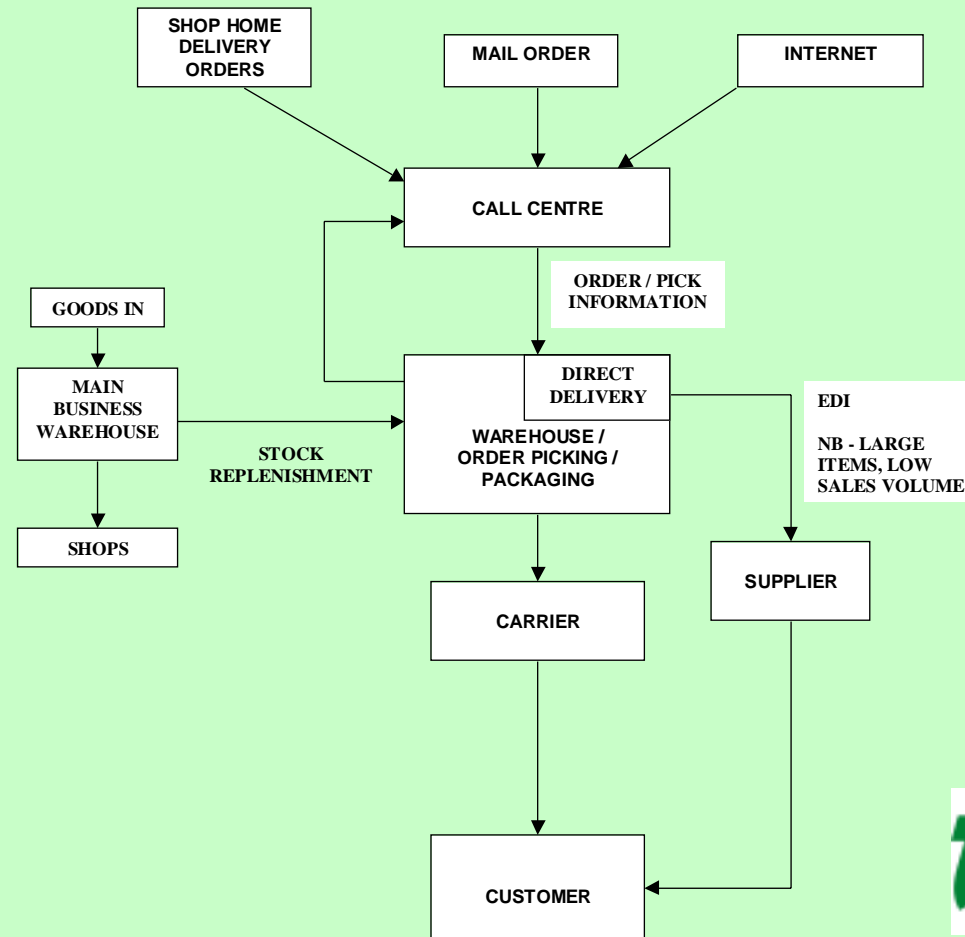 SHOP HOME
DELIVERY
ORDERS
MAIL ORDER
INTERNET
CALL CENTRE
ORDER / PICK
INFORMATION
GOODS IN
MAIN
BUSINESS
WAREHOUSE
STOCK
REPLENISHMENT
DIRECT
DELIVERY
WAREHOUSE /
ORDER PICKING /
PACKAGING
EDI
NB - LARGE
ITEMS, LOW
SALES VOLUME
SHOPS
SUPPLIER
CARRIER
CUSTOMER